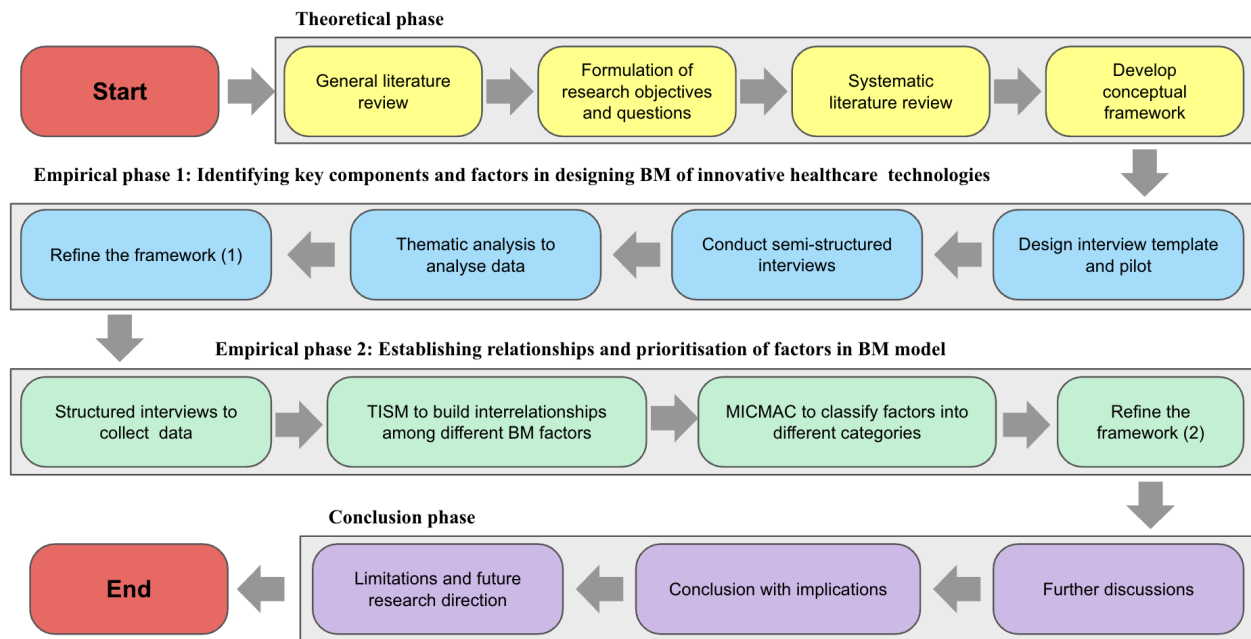 Theoretical phase
Start
General literature
review
Formulation of
research objectives
and questions
Systematic
literature review
Develop
conceptual
framework
Empirical phase 1: Identifying key components and factors in designing BM of innovative healthcare technologies
Design interview template
and pilot
Conduct semi-structured
interviews
Thematic analysis to
analyse data
Refine the framework (1)
Empirical phase 2: Establishing relationships and prioritisation of factors in BM model
Structured interviews to
collect data
TISM to build interrelationships
among different BM factors
MICMAC to classify factors into
different categories
Refine the
framework (2)
Conclusion phase
Further discussions
Conclusion with implications
Limitations and future
research direction
End